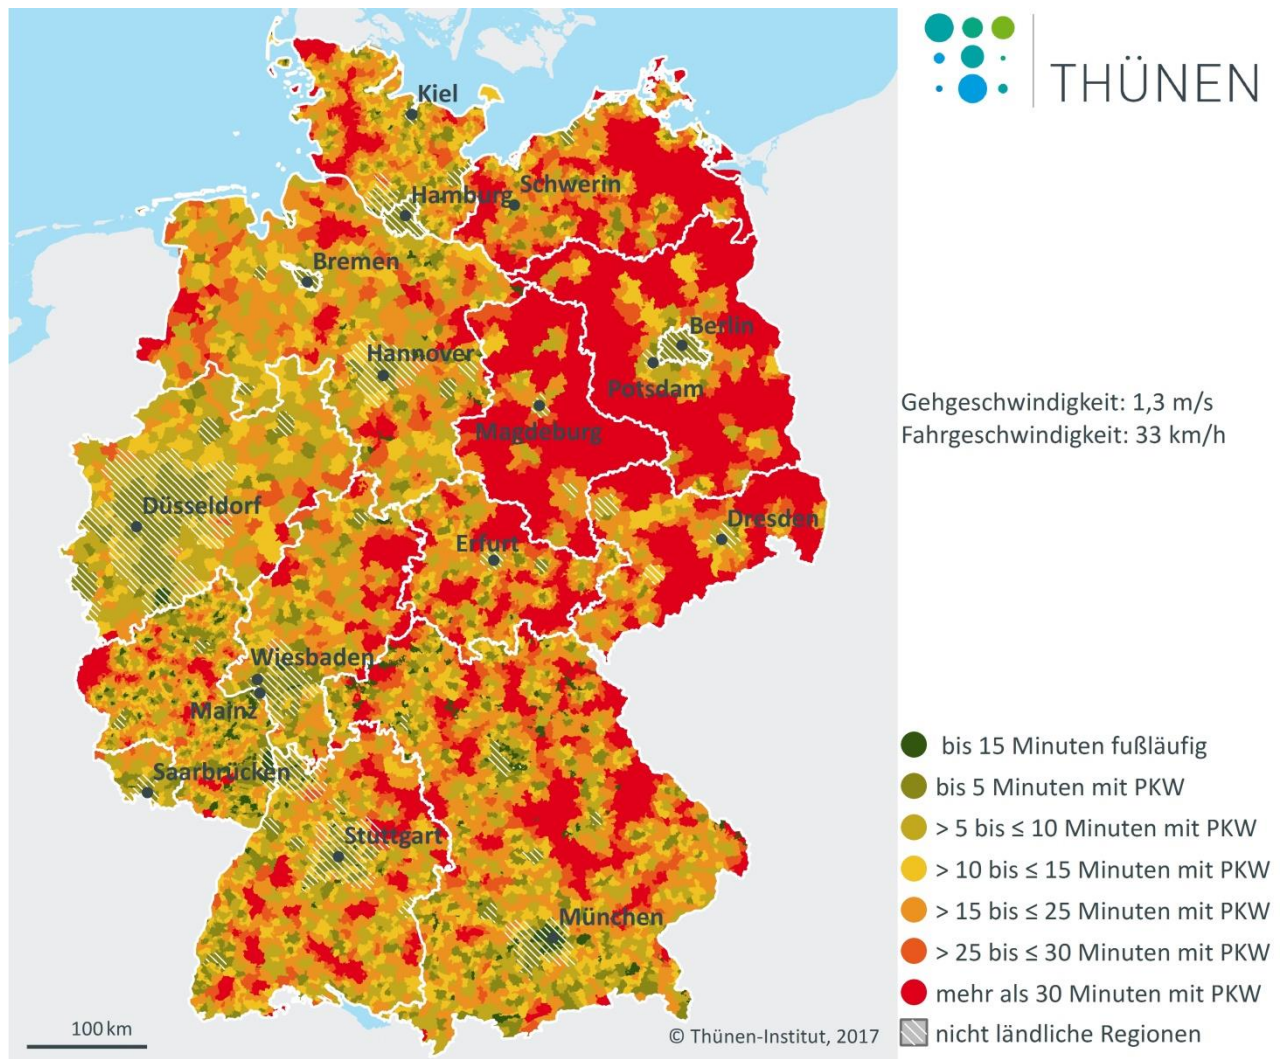 THÜNEN
Kiel
Schwerin
Hamburg
Bremen
Berlin
Hannover
Potsdam
Magdeburg
Düsseldorf
Dresden
Erfurt
Wiesbaden
Mainz
Saarbrücken
Stuttgart
München
Gehgeschwindigkeit: 1,3 m/s
Fahrgeschwindigkeit: 33 km/h
bis 15 Minuten fußläufig
bis 5 Minuten mit PKW
> 5 bis ≤ 10 Minuten mit PKW
> 10 bis ≤ 15 Minuten mit PKW
> 15 bis ≤ 25 Minuten mit PKW
> 25 bis ≤ 30 Minuten mit PKW
mehr als 30 Minuten mit PKW
nicht ländliche Regionen
100 km
© Thünen-Institut, 2017